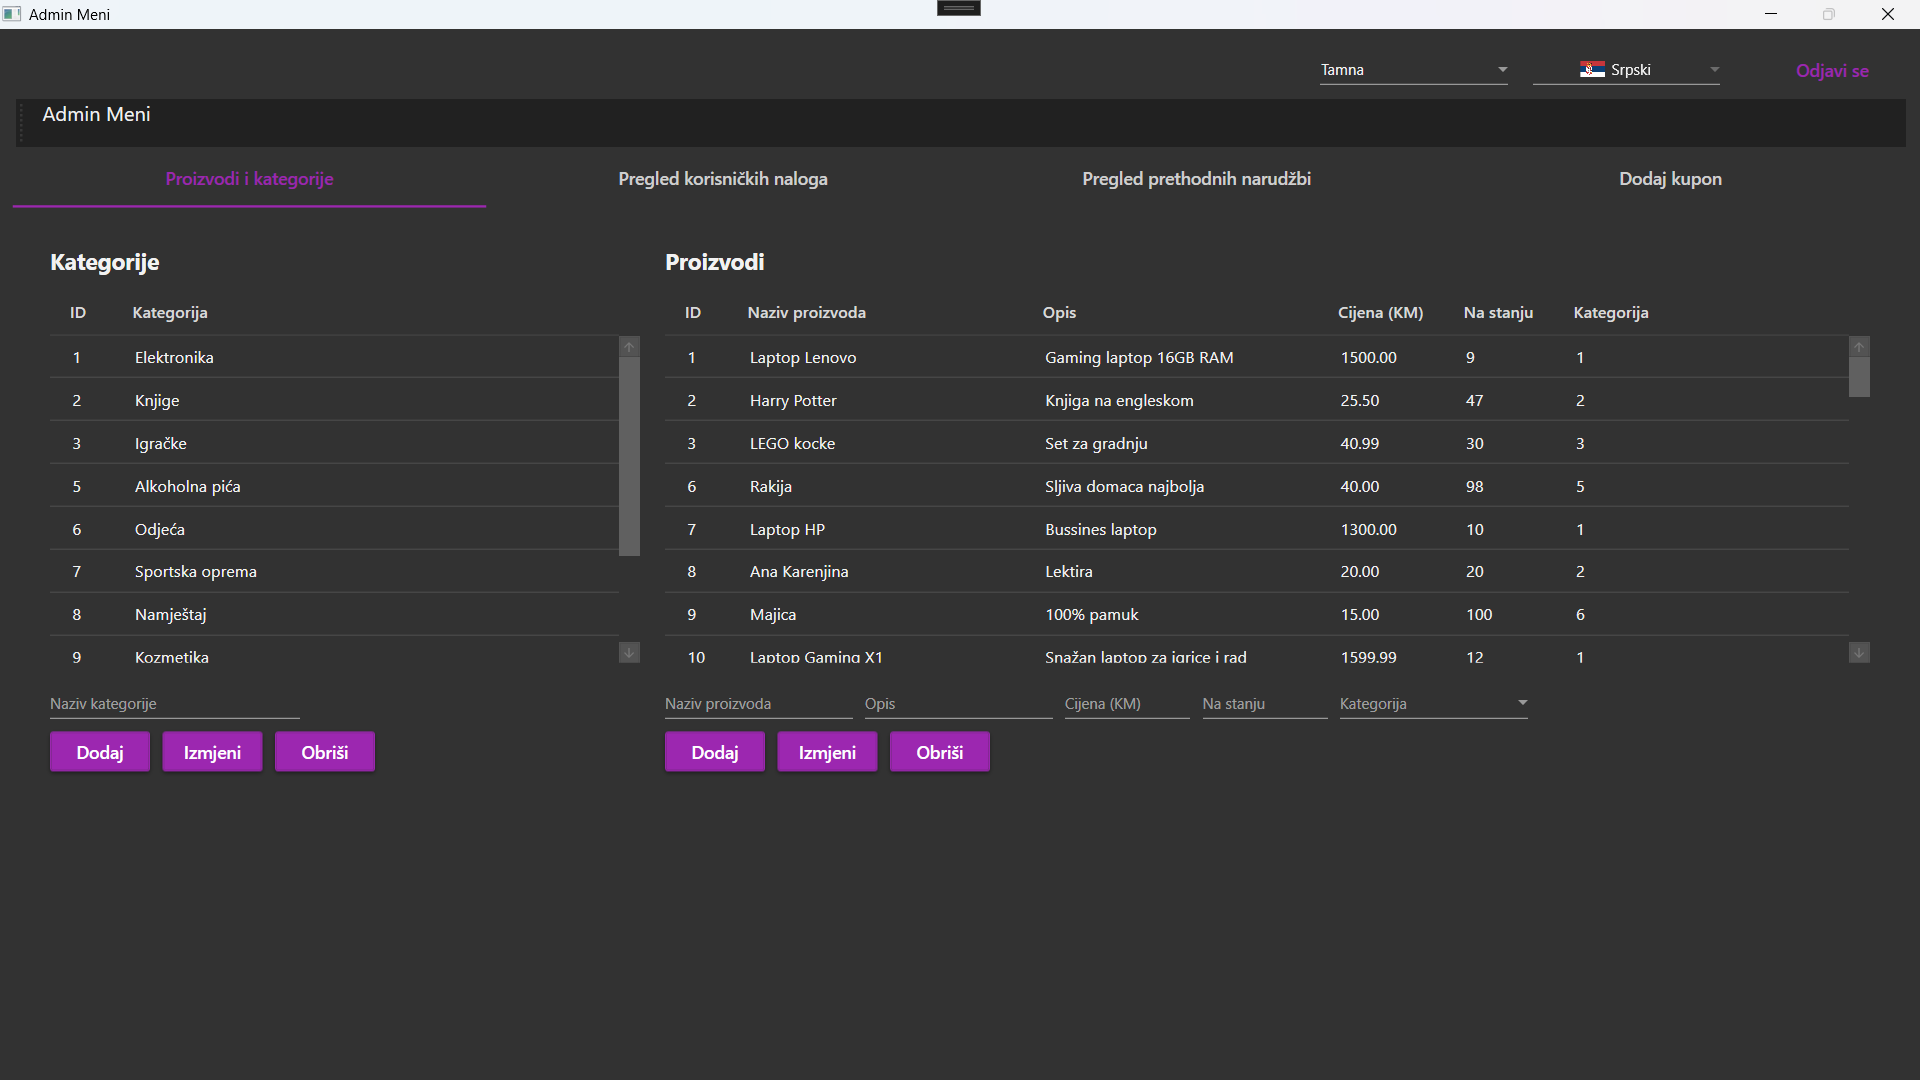 Admin Meni
Tamna Srpski Odjavi se
Admin Meni
Proizvodi i kategorije Pregled korisničkih naloga Pregled prethodnih narudžbi Dodaj kupon
Kategorije Proizvodi
ID Kategorija ID Naziv proizvoda Opis Cijena (KM) Na stanju Kategorija
1 Elektronika 1 Laptop Lenovo Gaming laptop 16GB RAM 1500.00 9 1
2 Knjige 2 Harry Potter Knjiga na engleskom 25.50 47 2
3 Igračke 3 LEGO kocke Set za gradnju 40.99 30 3
5 Alkoholna pića 6 Rakija Sljiva domaca najbolja 40.00 98 5
6 Odjeća 7 Laptop HP Bussines laptop 1300.00 10 1
7 Sportska oprema 8 Ana Karenjina Lektira 20.00 20 2
8 Namještaj 9 Majica 100% pamuk 15.00 100 6
9 Kozmetika 10 Laptop Gaming X1 Snažan laptop za igrice i rad 1599.99 12 1
Naziv kategorije Naziv proizvoda Opis Cijena (KM) Na stanju Kategorija
Dodaj Izmjeni Obriši Dodaj Izmjeni Obriši